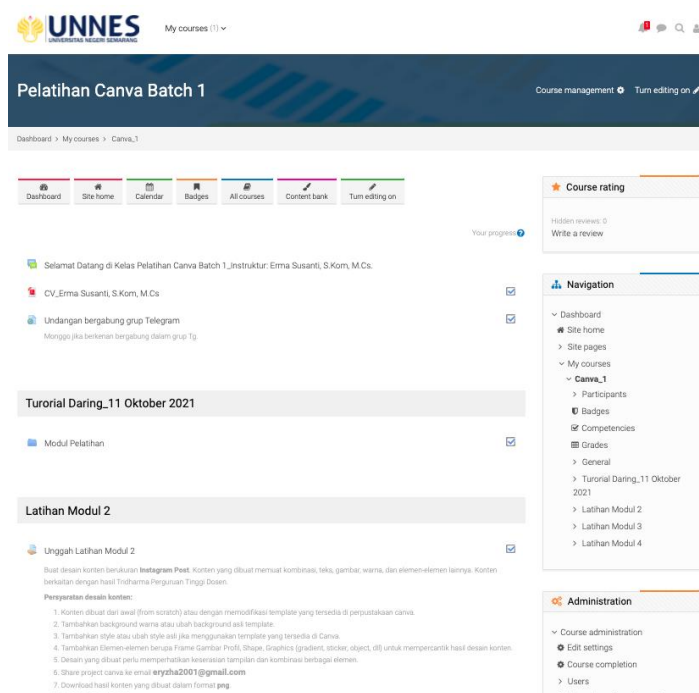 UNNES
UNIVERSITAS NEGERI SEMARANG
My courses (1)
1
Pelatihan Canva Batch 1
Course management
Turn editing on
Dashboard > My courses > Canva_1
Dashboard
Site home
Calendar
Badges
All courses
Content bank
Turn editing on
Your progress
Selamat Datang di Kelas Pelatihan Canva Batch 1_Instruktur: Erma Susanti, S.Kom, M.Cs.
CV_Erma Susanti, S.Kom, M.Cs
Undangan bergabung grup Telegram
Monggo jika berkenan bergabung dalam grup Tg.
Turorial Daring_11 Oktober 2021
Modul Pelatihan
Latihan Modul 2
Unggah Latihan Modul 2
Buat desain konten berukuran Instagram Post. Konten yang dibuat memuat kombinasi, teks, gambar, warna, dan elemen-elemen lainnya. Konten
berkaitan dengan hasil Tridharma Perguruan Tinggi Dosen.
Persyaratan desain konten:
1. Konten dibuat dari awal (from scratch) atau dengan memodifikasi template yang tersedia di perpustakaan canva.
2. Tambahkan background warna atau ubah background asli template.
3. Tambahkan style atau ubah style asli jika menggunakan template yang tersedia di Canva.
4. Tambahkan Elemen-elemen berupa Frame Gambar Profil, Shape, Graphics (gradient, sticker, object, dll) untuk mempercantik hasil desain konten.
5. Desain yang dibuat perlu memperhatikan keserasian tampilan dan kombinasi berbagai elemen.
6. Share project canva ke email eryzha2001@gmail.com
7. Download hasil konten yang dibuat dalam format png.
Course rating
Hidden reviews: 0
Write a review
Navigation
Dashboard
Site home
Site pages
My courses
Canva_1
Participants
Badges
Competencies
Grades
General
Turorial Daring_11 Oktober
2021
Latihan Modul 2
Latihan Modul 3
Latihan Modul 4
Administration
Course administration
Edit settings
Course completion
Users